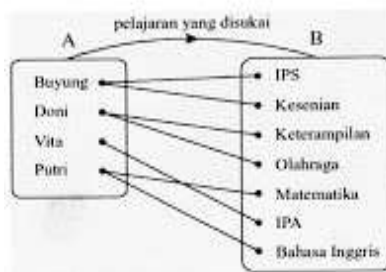 pelajaran yang disukai
A
B
Buyung
Doni
Vita
Putri
IPS
Kesenian
Keterampilan
Olahraga
Matematika
IPA
Bahasa Inggris